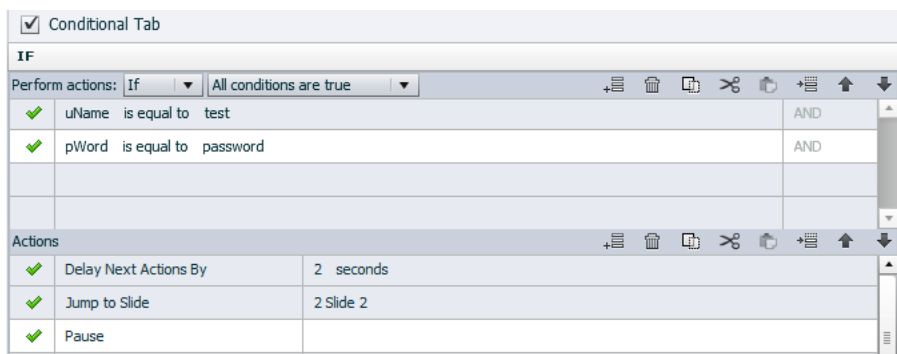 Conditional Tab
IF
Perform actions: If All conditions are true
uName is equal to test AND
pWord is equal to password AND
Actions
Delay Next Actions By 2 seconds
Jump to Slide 2 Slide 2
Pause